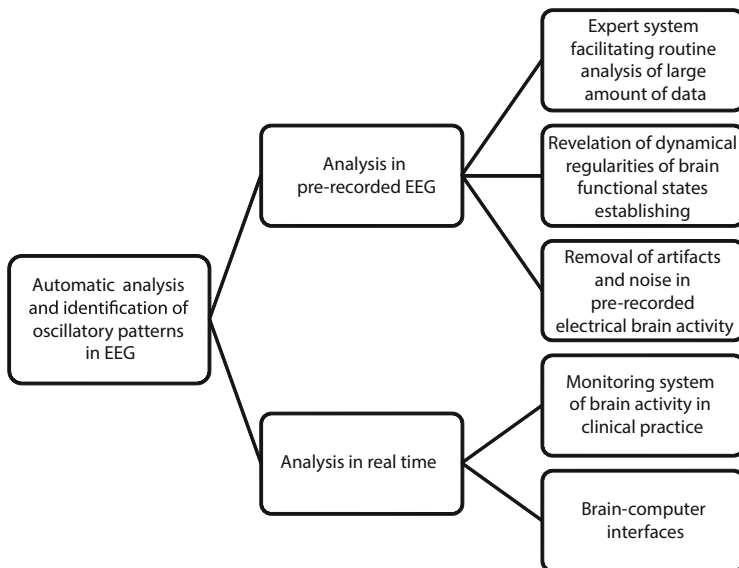 Automatic analysis
and identification of
oscillatory patterns
in EEG
Analysis in
pre-recorded EEG
Expert system
facilitating routine
analysis of large
amount of data
Revelation of dynamical
regularities of brain
functional states
establishing
Removal of artifacts
and noise in
pre-recorded
electrical brain activity
Analysis in real time
Monitoring system
of brain activity in
clinical practice
Brain-computer
interfaces